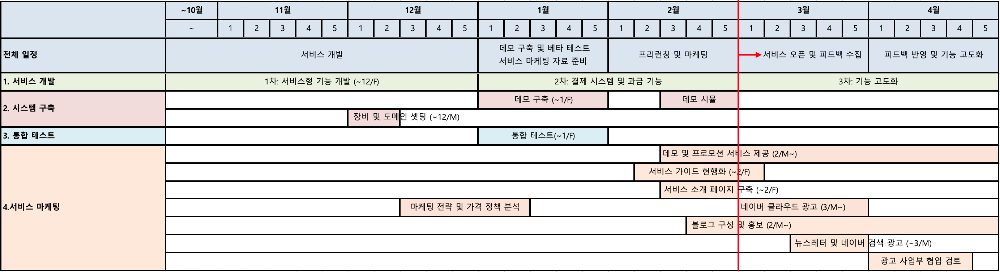 ~10월 11월 12월 1월 2월 3월 4월
~ 1 2 3 4 5 1 2 3 4 5 1 2 3 4 5 1 2 3 4 5 1 2 3 4 5 1 2 3 4 5
전체 일정 서비스 개발 데모 구축 및 베타 테스트 프리런칭 및 마케팅 서비스 오픈 및 피드백 수집 피드백 반영 및 기능 고도화
서비스 마케팅 자료 준비
1. 서비스 개발 1차: 서비스형 기능 개발 (~12/F) 2차: 결제 시스템 및 과금 기능 3차: 기능 고도화
2. 시스템 구축 데모 구축 (~1/F) 데모 시뮬
장비 및 도메인 셋팅 (~12/M)
3. 통합 테스트 통합 테스트(~1/F)
4.서비스 마케팅
데모 및 프로모션 서비스 제공 (2/M~)
서비스 가이드 현행화 (~2/F)
서비스 소개 페이지 구축 (~2/F)
마케팅 전략 및 가격 정책 분석 네이버 클라우드 광고 (3/M~)
블로그 구성 및 홍보 (2/M~)
뉴스레터 및 네이버 검색 광고 (~3/M)
광고 사업부 협업 검토